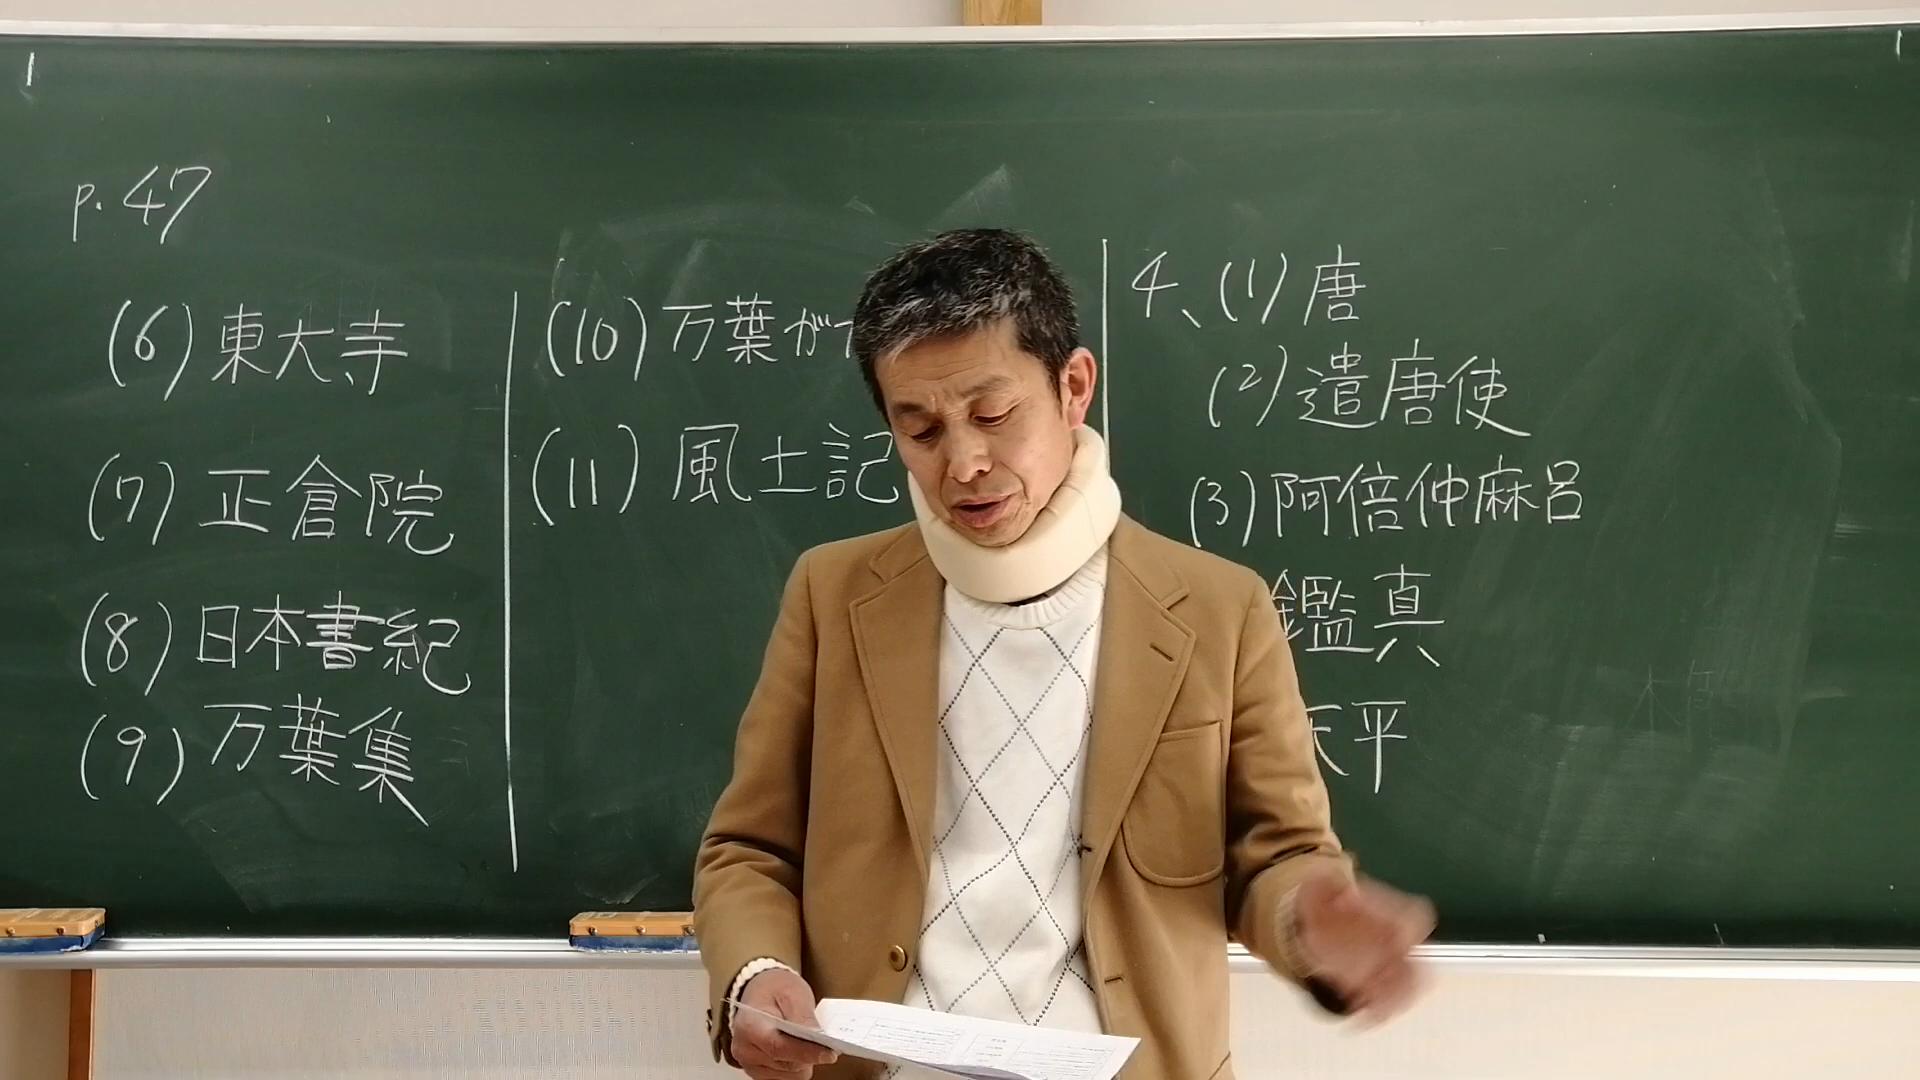 p.47
(6) 東大寺
(7) 正倉院
(8) 日本書紀
(9) 万葉集
(10) 万葉が
(11) 風土記
4、(1) 唐
(2) 遣唐使
(3) 阿倍仲麻呂
鑑真
天平